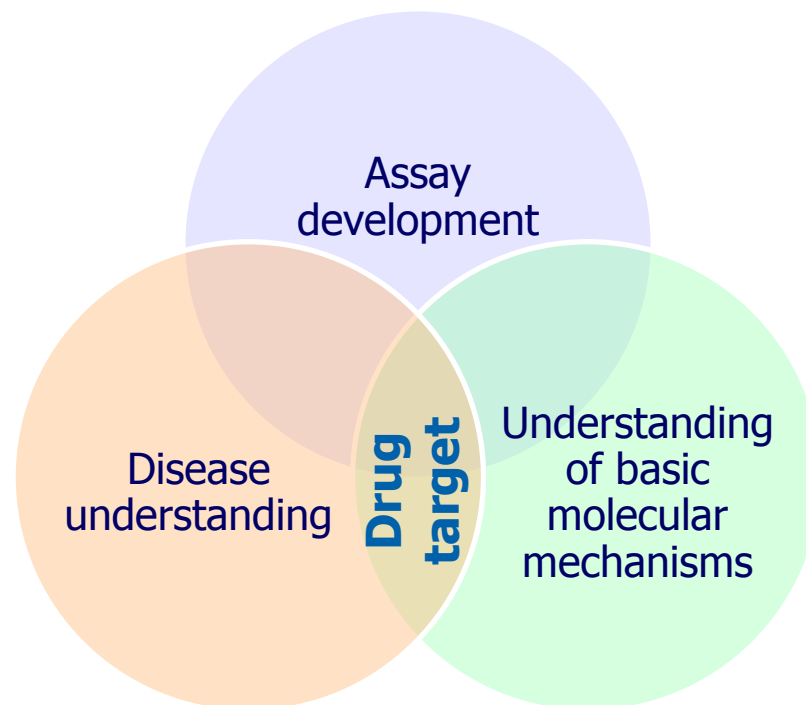 Assay
development
Disease
understanding
Drug
target
Understanding
of basic
molecular
mechanisms